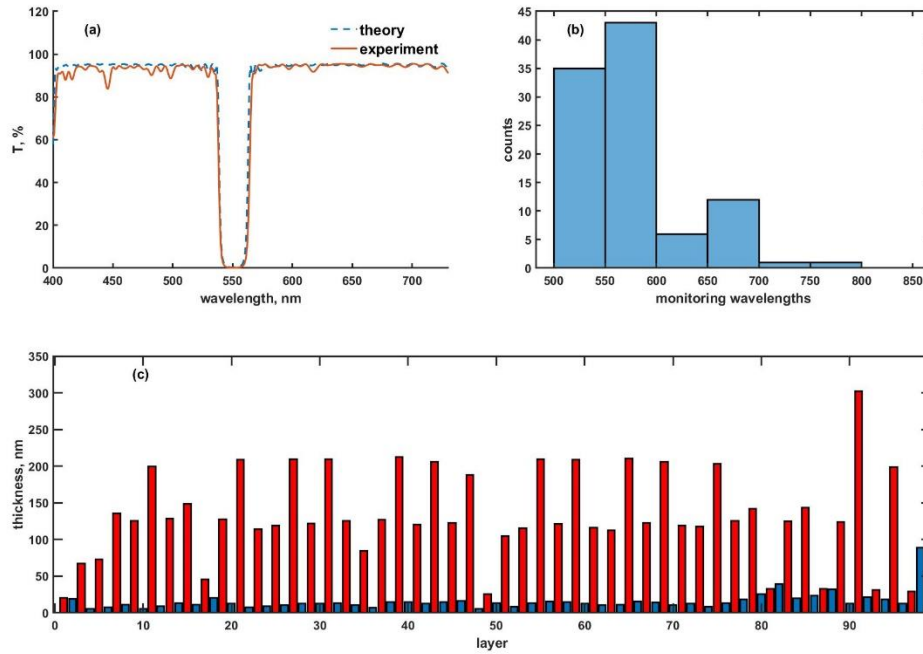 (a)
theory
experiment
T, %
120
100
80
60
40
20
0
400 450 500 550 600 650 700
wavelength, nm
(b)
counts
45
40
35
30
25
20
15
10
5
0
500 550 600 650 700 750 800 850
monitoring wavelengths
(c)
thickness, nm
350
300
250
200
150
100
50
0
0 10 20 30 40 50 60 70 80 90
layer